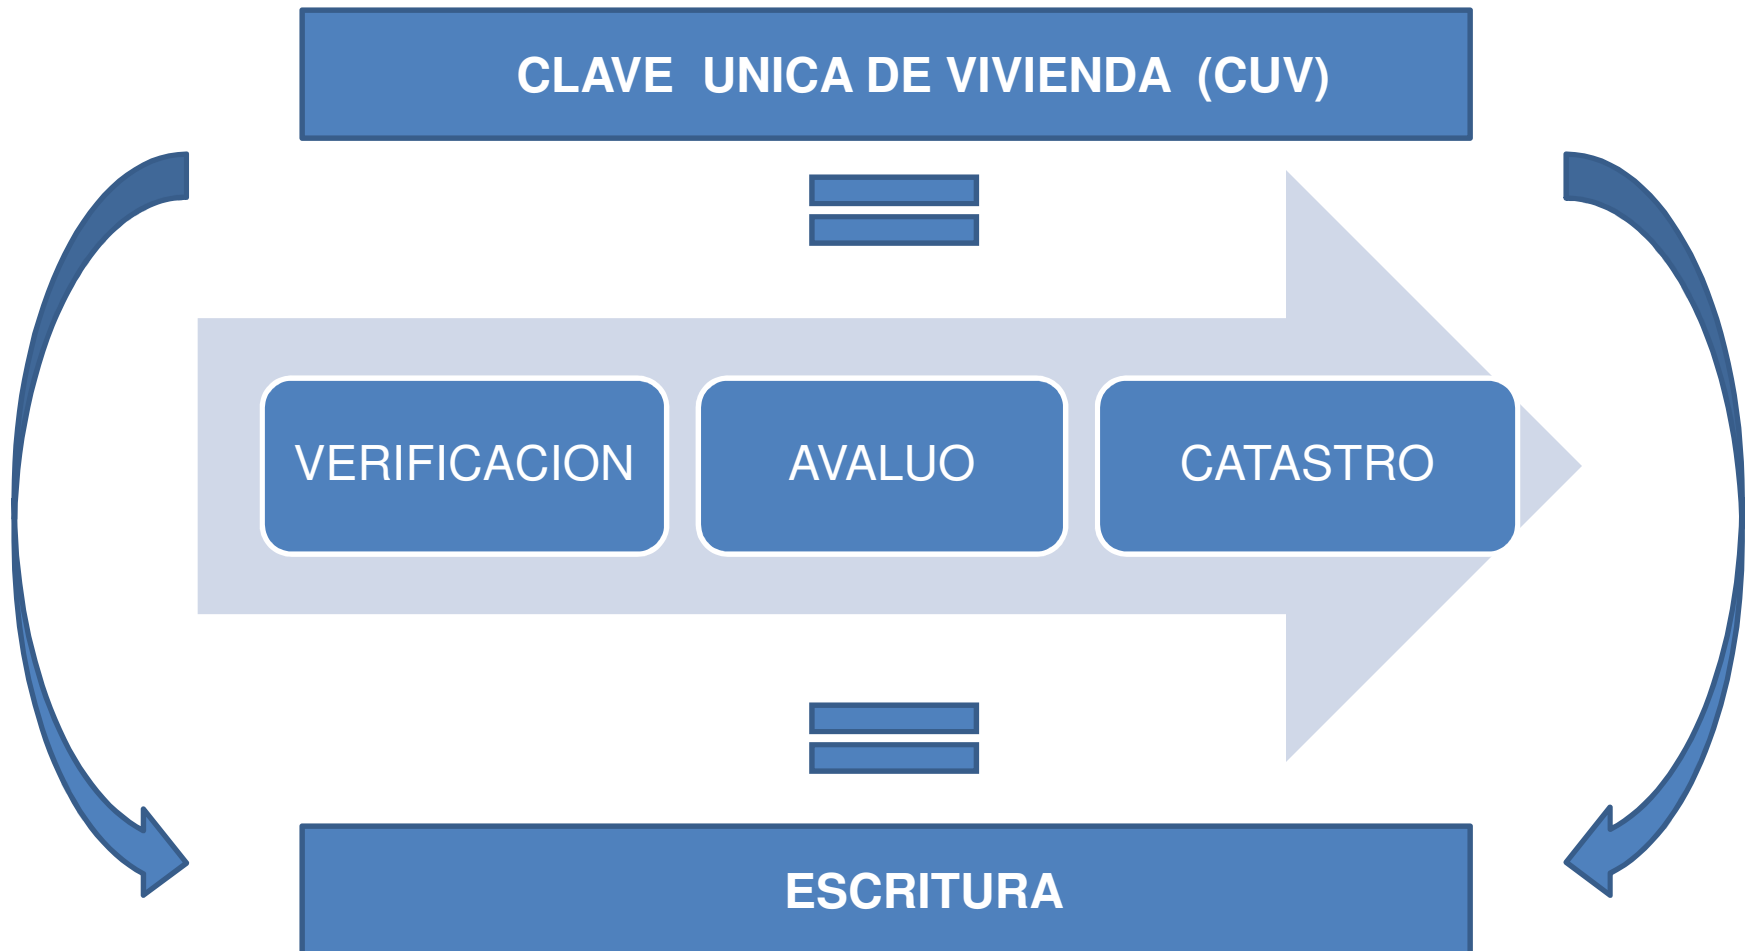 CLAVE  UNICA DE VIVIENDA  (CUV)
VERIFICACION
AVALUO
CATASTRO
ESCRITURA